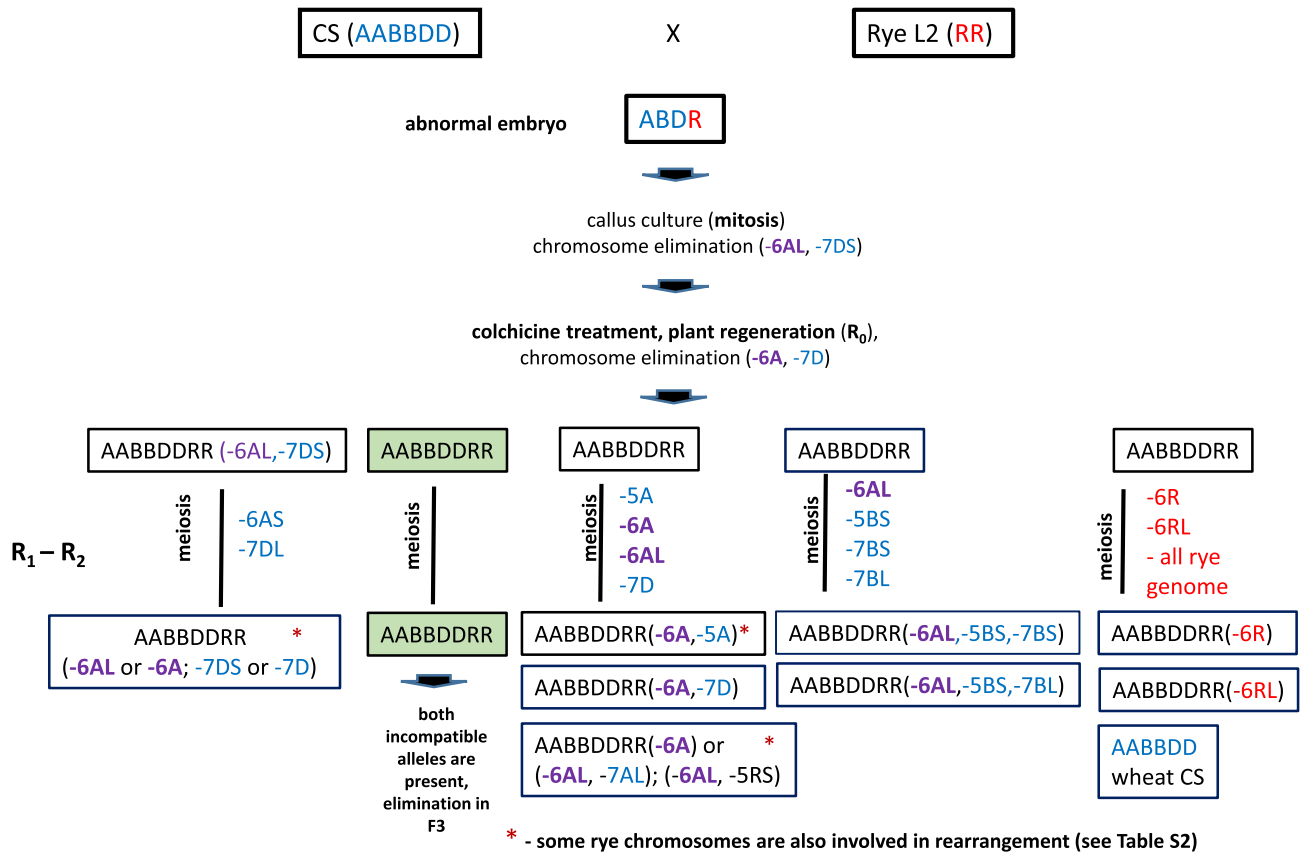 CS (AABBDD)
X
Rye L2 (RR)
abnormal embryo
ABDR
callus culture (mitosis)
chromosome elimination (-6AL, -7DS)
colchicine treatment, plant regeneration (R0),
chromosome elimination (-6A, -7D)
AABBDDRR (-6AL,-7DS)
AABBDDRR
AABBDDRR
AABBDDRR
AABBDDRR
R1 – R2
meiosis
-6AS
-7DL
meiosis
meiosis
-5A
-6A
-6AL
-7D
meiosis
-6AL
-5BS
-7BS
-7BL
meiosis
-6R
-6RL
- all rye
genome
AABBDDRR *
(-6AL or -6A; -7DS or -7D)
AABBDDRR
both
incompatible
alleles are
present,
elimination in
F3
AABBDDRR(-6A,-5A)*
AABBDDRR(-6A,-7D)
AABBDDRR(-6A) or *
(-6AL, -7AL); (-6AL, -5RS)
AABBDDRR(-6AL,-5BS,-7BS)
AABBDDRR(-6AL,-5BS,-7BL)
AABBDDRR(-6R)
AABBDDRR(-6RL)
AABBDD
wheat CS
* - some rye chromosomes are also involved in rearrangement (see Table S2)